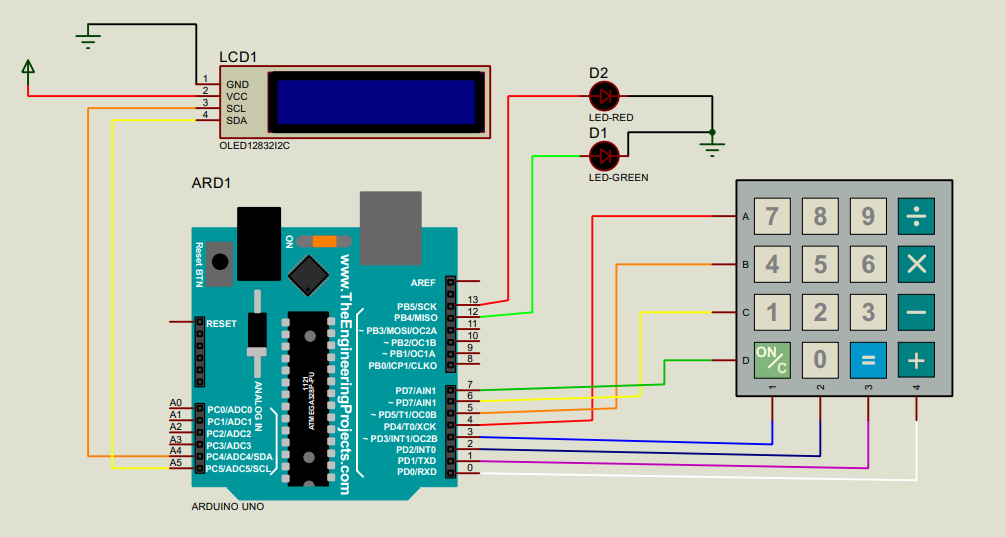 LCD1
1 GND
2 VCC
3 SCL
4 SDA
OLED12832I2C
D2
LED-RED
D1
LED-GREEN
ARD1
Reset BTN
ON
www.TheEngineeringProjects.com
ANALOG IN
1121
ATMEGA328P-PU
RESET
A0 PC0/ADC0
A1 PC1/ADC1
A2 PC2/ADC2
A3 PC3/ADC3
A4 PC4/ADC4/SDA
A5 PC5/ADC5/SCL
AREF
PB5/SCK 13
PB4/MISO 12
~ PB3/MOSI/OC2A 11
~ PB2/OC1B 10
~ PB1/OC1A 9
PB0/ICP1/CLKO 8
PD7/AIN1 7
~ PD7/AIN1 6
~ PD5/T1/OC0B 5
PD4/T0/XCK 4
~ PD3/INT1/OC2B 3
PD2/INT0 2
PD1/TXD 1
PD0/RXD 0
ARDUINO UNO
A 7 8 9 ÷
B 4 5 6 ×
C 1 2 3 −
D ON/C 0 = +
1 2 3 4